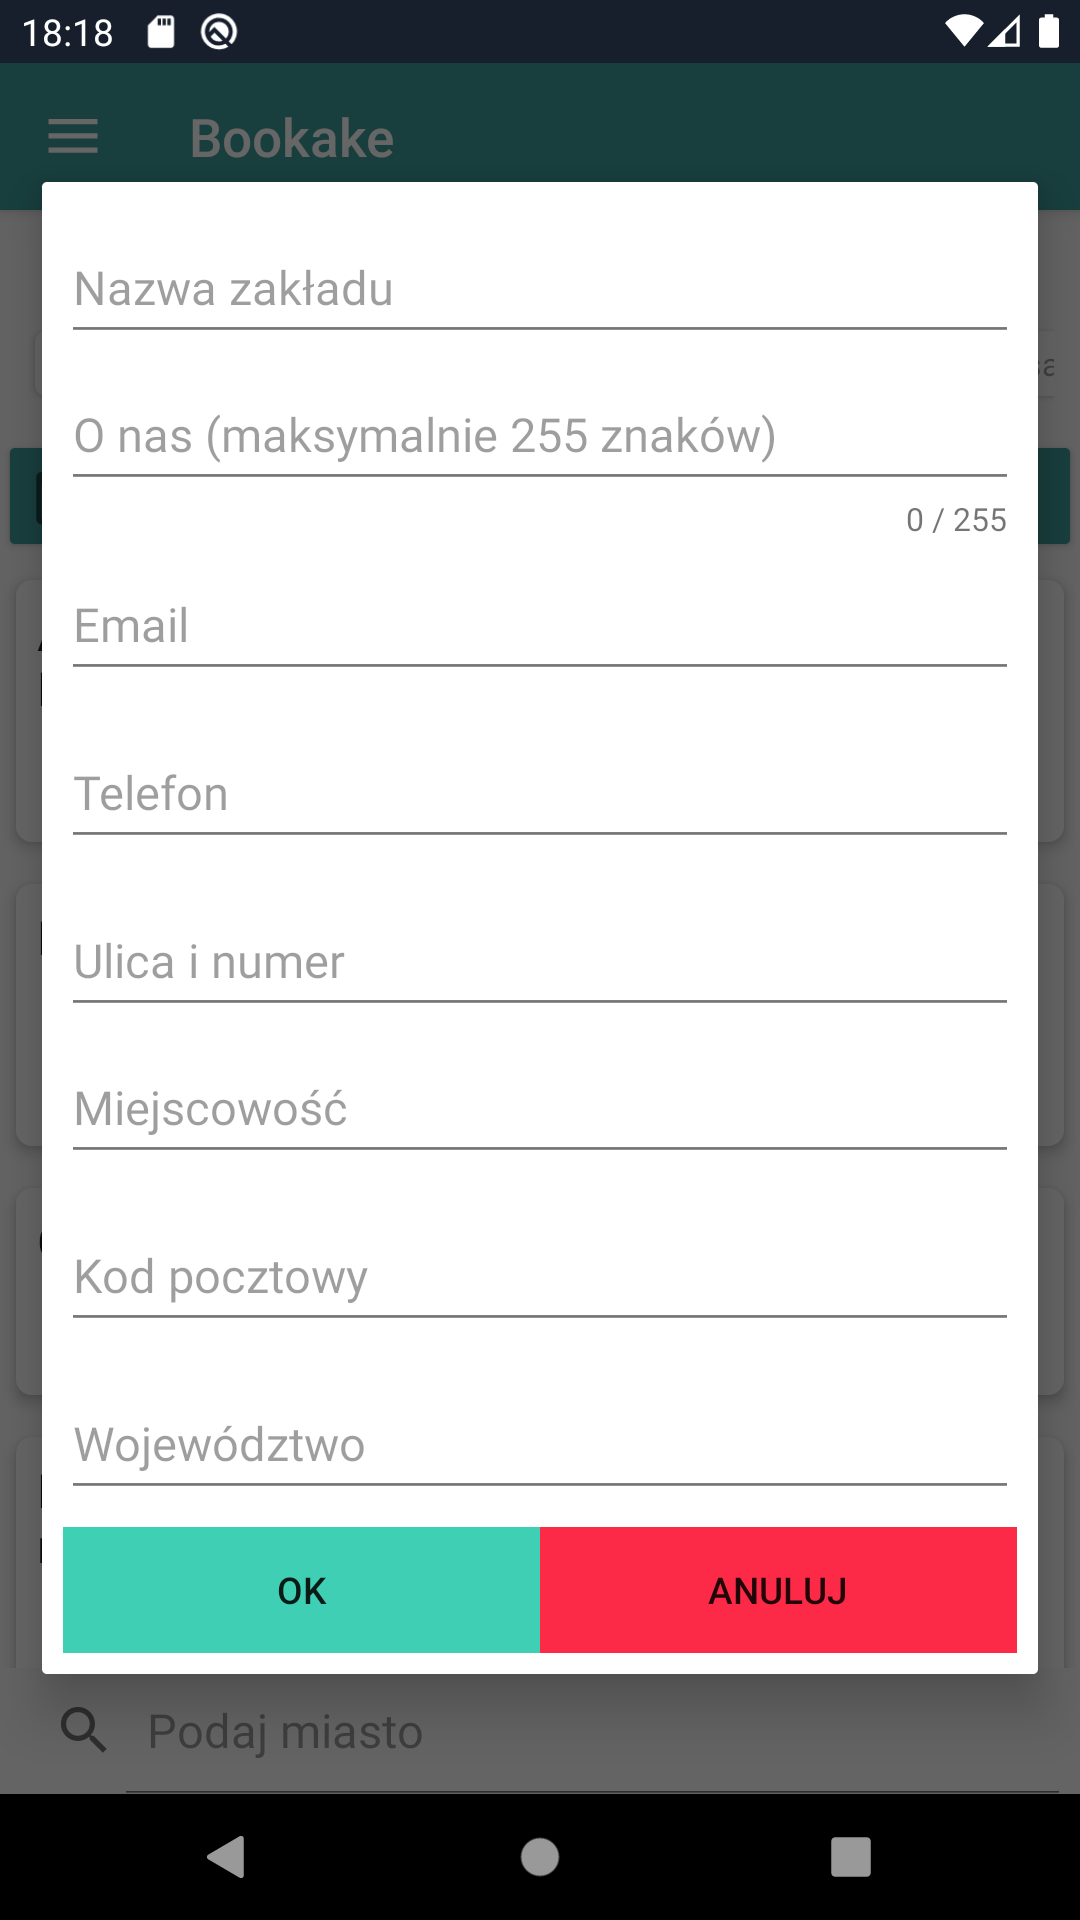 18:18
Bookake
Nazwa zakładu
O nas (maksymalnie 255 znaków)
0 / 255
Email
Telefon
Ulica i numer
Miejscowość
Kod pocztowy
Województwo
OK
ANULUJ
Podaj miasto